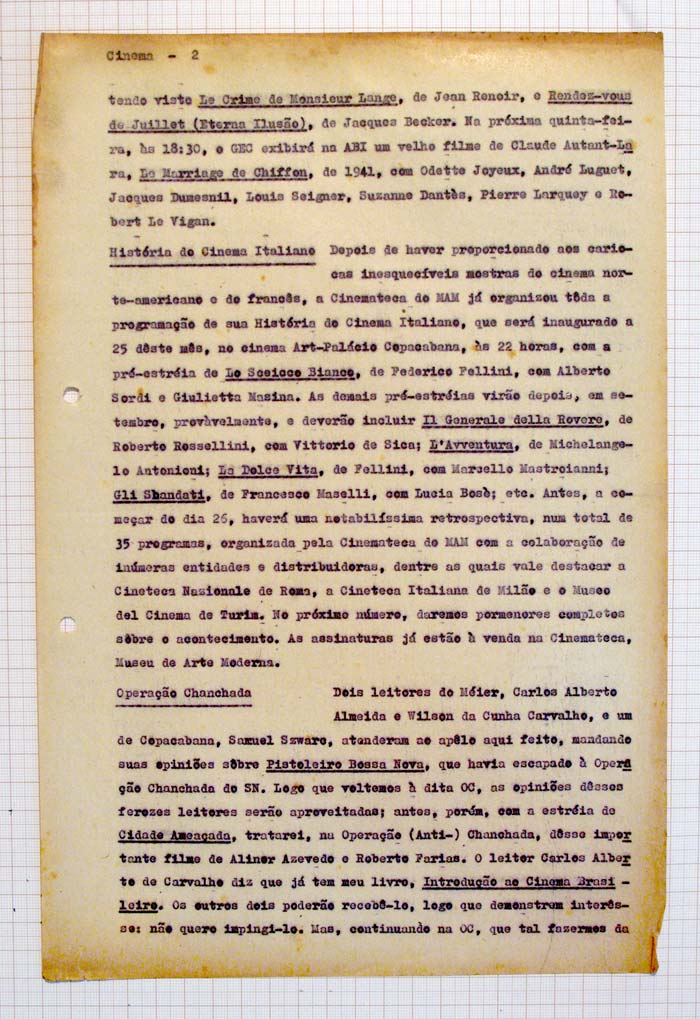 Cinema - 2
tendo visto Le Crime de Monsieur Lange, de Jean Renoir, e Rendez-vous
de Juillet (Eterna Ilusão), de Jacques Becker. Na próxima quinta-fei-
ra, às 18:30, o GEC exibirá na ABI um velho filme de Claude Autant-La
ra, Le Marriage de Chiffon, de 1941, com Odette Joyeux, André Luguet,
Jacques Dumesnil, Louis Seigner, Suzanne Dantès, Pierre Larquey e Ro-
bert Le Vigan.
História do Cinema Italiano Depois de haver proporcionado aos cario-
cas inesquecíveis mostras do cinema nor-
te-americano e do francês, a Cinemateca do MAM já organizou tôda a
programação de sua História do Cinema Italiano, que será inaugurado a
25 dêste mês, no cinema Art-Palácio Copacabana, às 22 horas, com a
pré-estréia de Lo Sceicco Bianco, de Federico Fellini, com Alberto
Sordi e Giulietta Masina. As demais pré-estréias virão depois, em se-
tembro, provàvelmente, e deverão incluir Il Generale della Rovere, de
Roberto Rossellini, com Vittorio de Sica; L'Avventura, de Michelange-
lo Antonioni; La Dolce Vita, de Fellini, com Marcello Mastroianni;
Gli Sbandati, de Francesco Maselli, com Lucia Bosè; etc. Antes, a co-
meçar do dia 26, haverá uma notabilíssima retrospectiva, num total de
35 programas, organizada pela Cinemateca do MAM com a colaboração de
inúmeras entidades e distribuidoras, dentre as quais vale destacar a
Cineteca Nazionale de Roma, a Cineteca Italiana de Milão e o Museo
del Cinema de Turim. No próximo número, daremos pormenores completos
sôbre o acontecimento. As assinaturas já estão à venda na Cinemateca,
Museu de Arte Moderna.
Operação Chanchada Dois leitores do Méier, Carlos Alberto
Almeida e Wilson da Cunha Carvalho, e um
de Copacabana, Samuel Szwarc, atenderam ao apêlo aqui feito, mandando
suas opiniões sôbre Pistoleiro Bossa Nova, que havia escapado à Opera
ção Chanchada do SN. Logo que voltemos à dita OC, as opiniões dêsses
ferozes leitores serão aproveitadas; antes, porém, com a estréia de
Cidade Ameaçada, tratarei, na Operação (Anti-) Chanchada, dêsse impor
tante filme de Alinor Azevedo e Roberto Farias. O leitor Carlos Alber
to de Carvalho diz que já tem meu livro, Introdução ao Cinema Brasi -
leiro. Os outros dois poderão recebê-lo, logo que demonstrem interês-
se: não quero impingi-lo. Mas, continuando na OC, que tal fazermos da